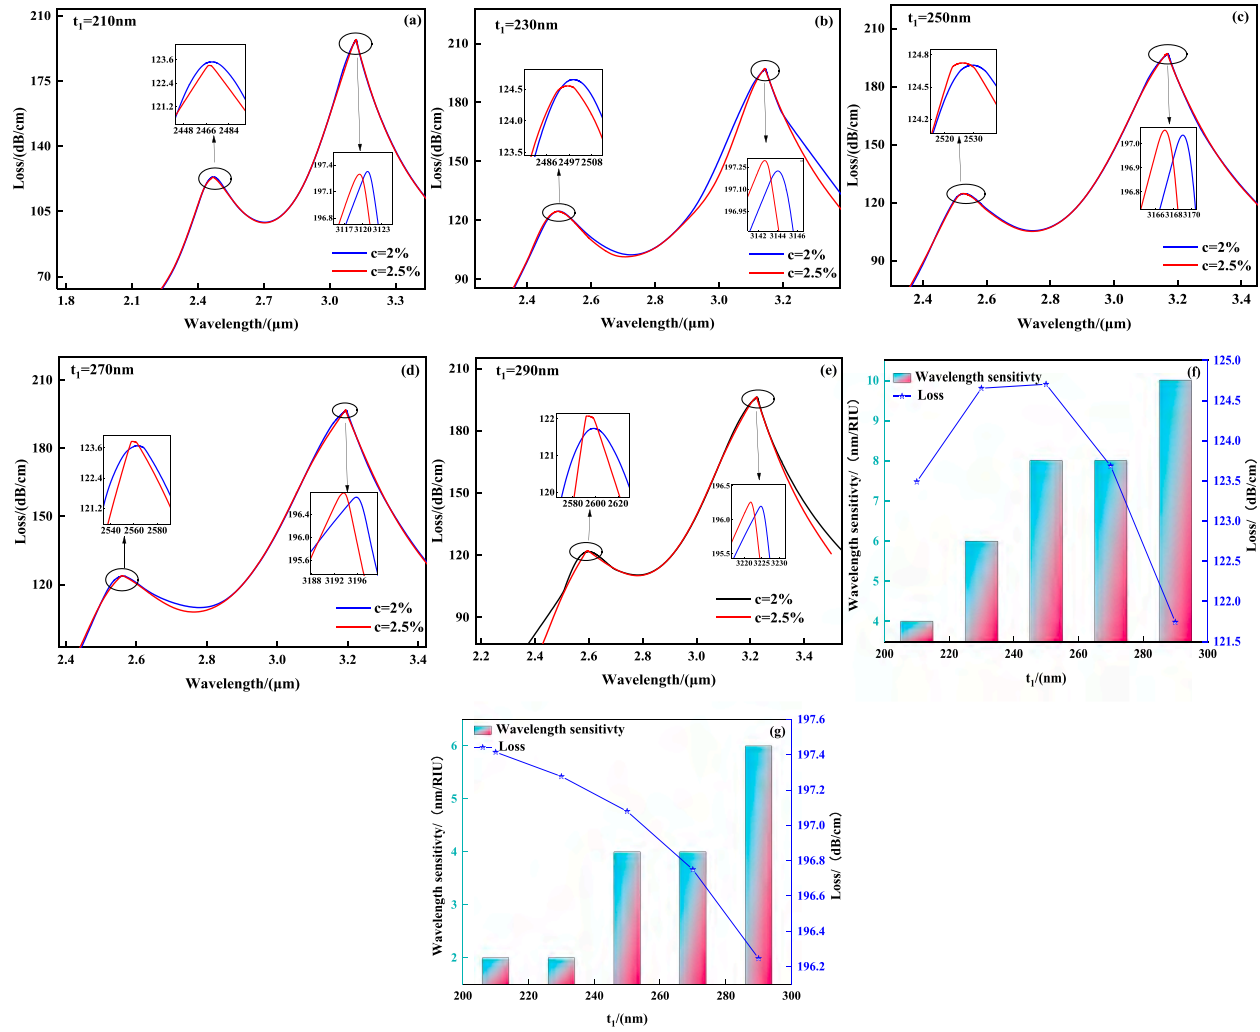 t1=210nm
(a)
Loss/(dB/cm)
210
175
140
105
70
1.8 2.1 2.4 2.7 3.0 3.3
Wavelength/(μm)
123.6
122.4
121.2
2448 2466 2484
197.4
197.1
196.8
3117 3120 3123
c=2%
c=2.5%
t1=230nm
(b)
Loss/(dB/cm)
210
180
150
120
90
2.4 2.6 2.8 3.0 3.2
Wavelength/(μm)
124.5
124.0
123.5
2486 2497 2508
197.25
197.10
196.95
3142 3144 3146
c=2%
c=2.5%
t1=250nm
(c)
Loss/(dB/cm)
210
180
150
120
90
2.4 2.6 2.8 3.0 3.2 3.4
Wavelength/(μm)
124.8
124.5
124.2
2520 2530
197.0
196.9
196.8
3166 3168 3170
c=2%
c=2.5%
t1=270nm
(d)
Loss/(dB/cm)
210
180
150
120
2.4 2.6 2.8 3.0 3.2 3.4
Wavelength/(μm)
123.6
122.4
121.2
2540 2560 2580
196.4
195.6
3188 3192 3196
c=2%
c=2.5%
t1=290nm
(e)
Loss/(dB/cm)
210
180
150
120
90
2.2 2.4 2.6 2.8 3.0 3.2 3.4
Wavelength/(μm)
122
121
120
2580 2600 2620
196.5
196.0
195.5
3220 3225 3230
c=2%
c=2.5%
Wavelength sensitivty
Loss
(f)
Wavelength sensitivty/（nm/RIU）
10
9
8
7
6
5
4
125.0
124.5
124.0
123.5
123.0
122.5
122.0
121.5
Loss/（dB/cm）
200 220 240 260 280 300
t1/(nm)
Wavelength sensitivty
Loss
(g)
Wavelength sensitivty/（nm/RIU）
6
5
4
3
2
197.6
197.4
197.2
197.0
196.8
196.6
196.4
196.2
Loss/（dB/cm）
200 220 240 260 280 300
t1/(nm)